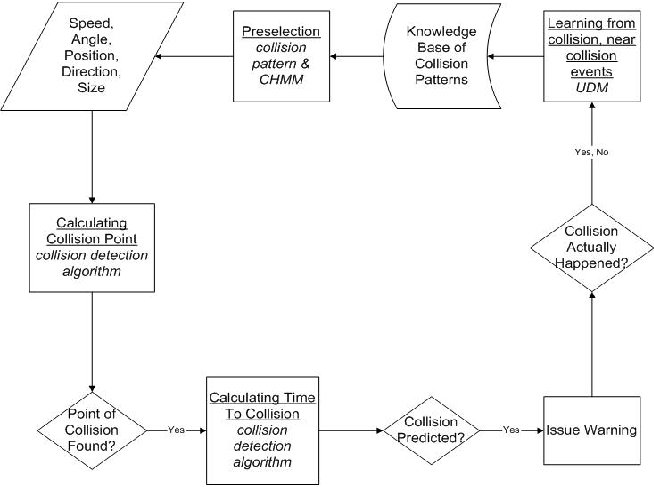 Speed,
Angle,
Position,
Direction,
Size
Preselection
collision
pattern &
CHMM
Knowledge
Base of
Collision
Patterns
Learning from
collision, near
collision
events
UDM
Yes, No
Calculating
Collision Point
collision detection
algorithm
Collision
Actually
Happened?
Point of
Collision
Found?
Yes
Calculating Time
To Collision
collision
detection
algorithm
Collision
Predicted?
Yes
Issue Warning